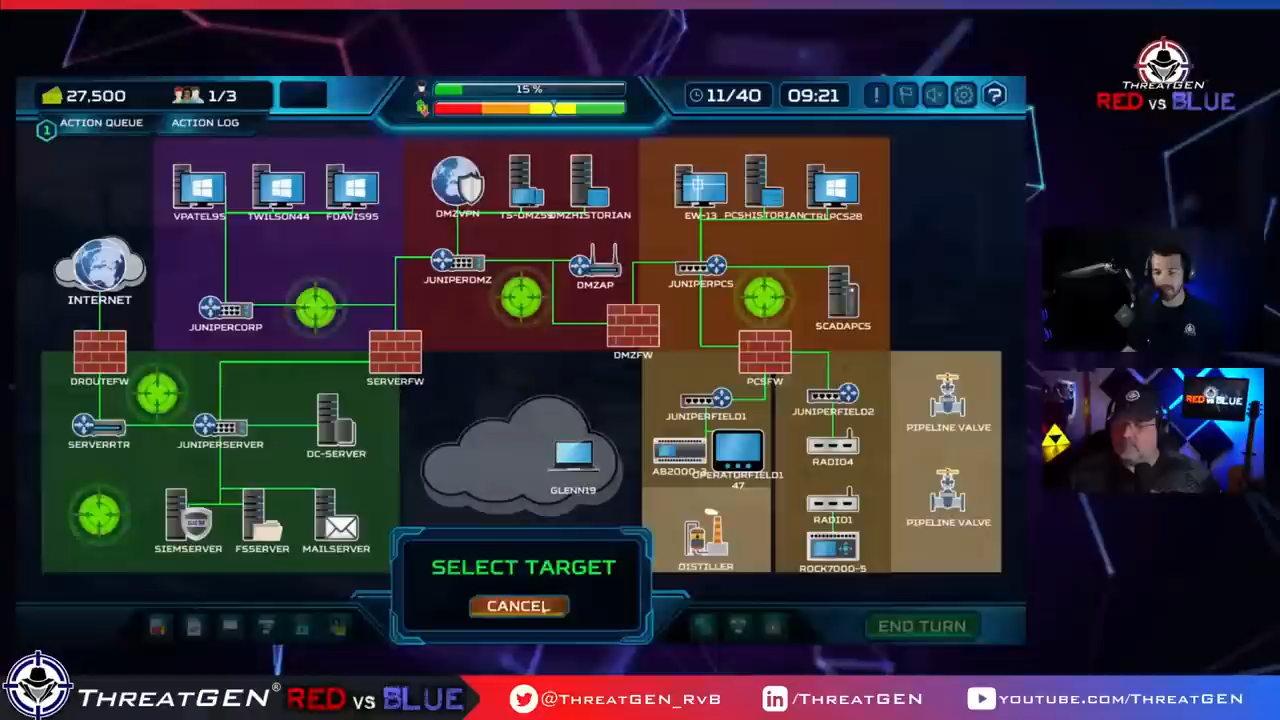 27,500
1/3
15 %
11/40
09:21
!
?
THREATGEN
RED vs BLUE
1
ACTION QUEUE
ACTION LOG
VPATEL95
TWILSON44
FDAVIS95
DMZVPN
DMZHISTORIAN
EW-13
PCSHISTORIAN
CTRLPCS28
INTERNET
JUNIPERCORP
JUNIPERDMZ
DMZAP
JUNIPERPCS
SCADAPCS
DROUTEFW
SERVERFW
DMZFW
PCSFW
SERVERRTR
JUNIPERSERVER
DC-SERVER
JUNIPERFIELD1
JUNIPERFIELD2
PIPELINE VALVE
RADIO4
OPERATORFIELD1
47
GLENN19
RADIO1
PIPELINE VALVE
SIEMSERVER
FSSERVER
MAILSERVER
DISTILLER
ROCK7000-5
SELECT TARGET
CANCEL
END TURN
THREATGEN® RED vs BLUE
@THREATGEN_RvB
/THREATGEN
YOUTUBE.COM/THREATGEN